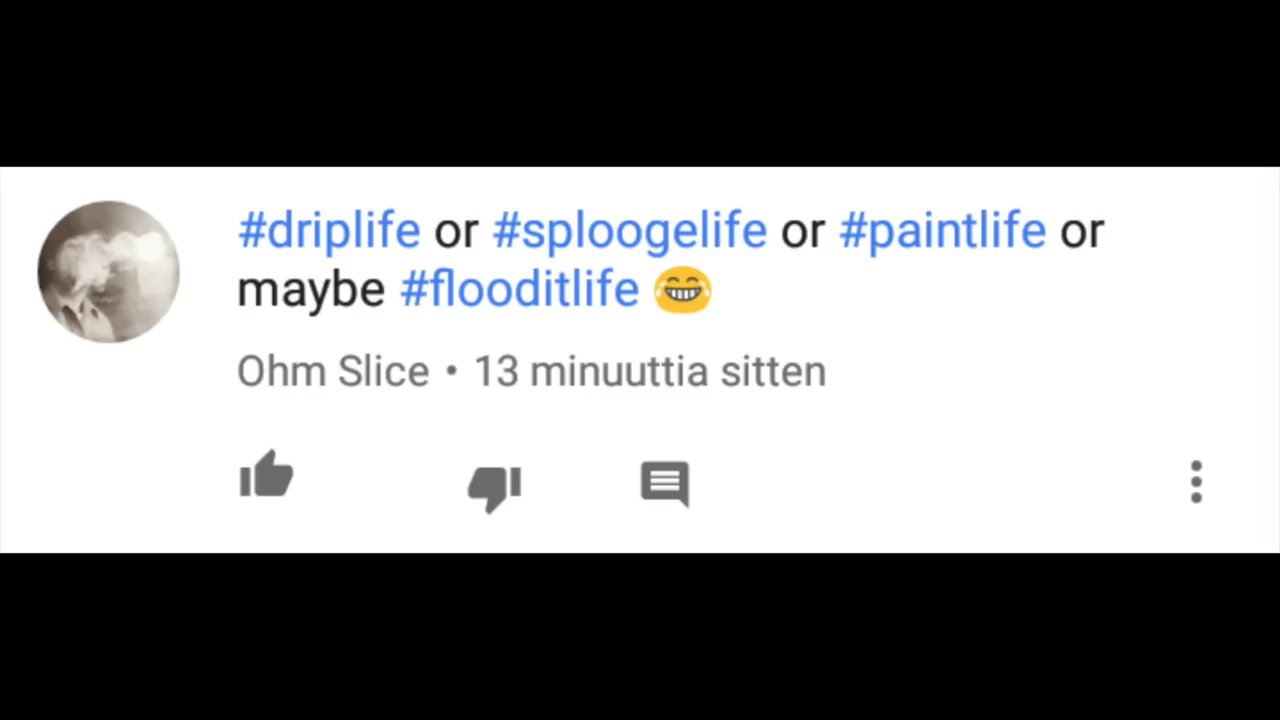 #driplife or #sploogelife or #paintlife or
maybe #flooditlife 😂
Ohm Slice • 13 minuuttia sitten